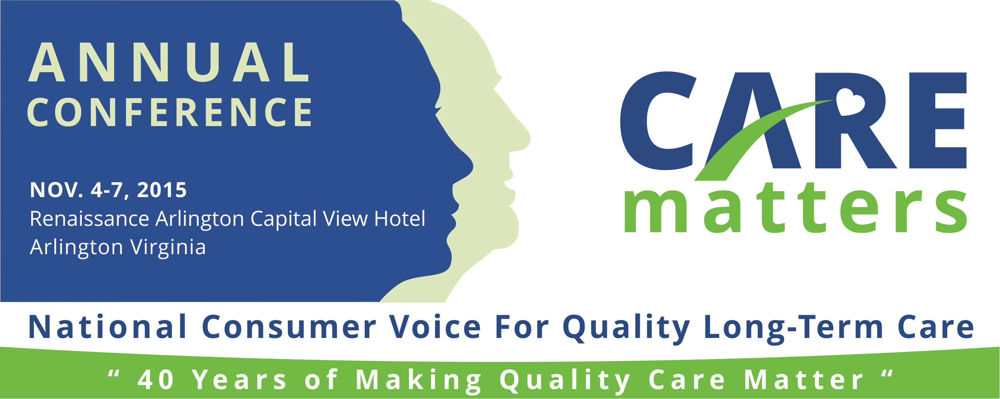 ANNUAL
CONFERENCE
NOV. 4-7, 2015
Renaissance Arlington Capital View Hotel
Arlington Virginia
CARE
matters
National Consumer Voice For Quality Long-Term Care
“ 40 Years of Making Quality Care Matter “